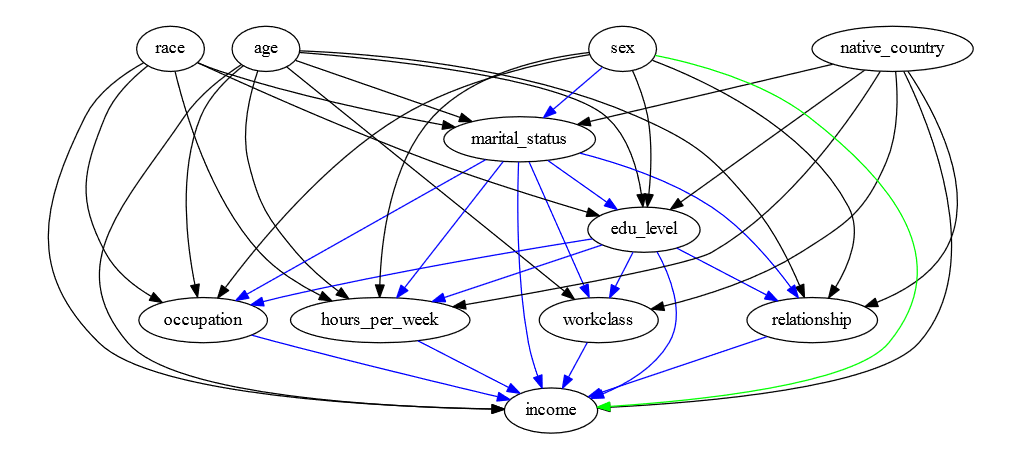 race age sex native_country
marital_status
edu_level
occupation hours_per_week workclass relationship
income